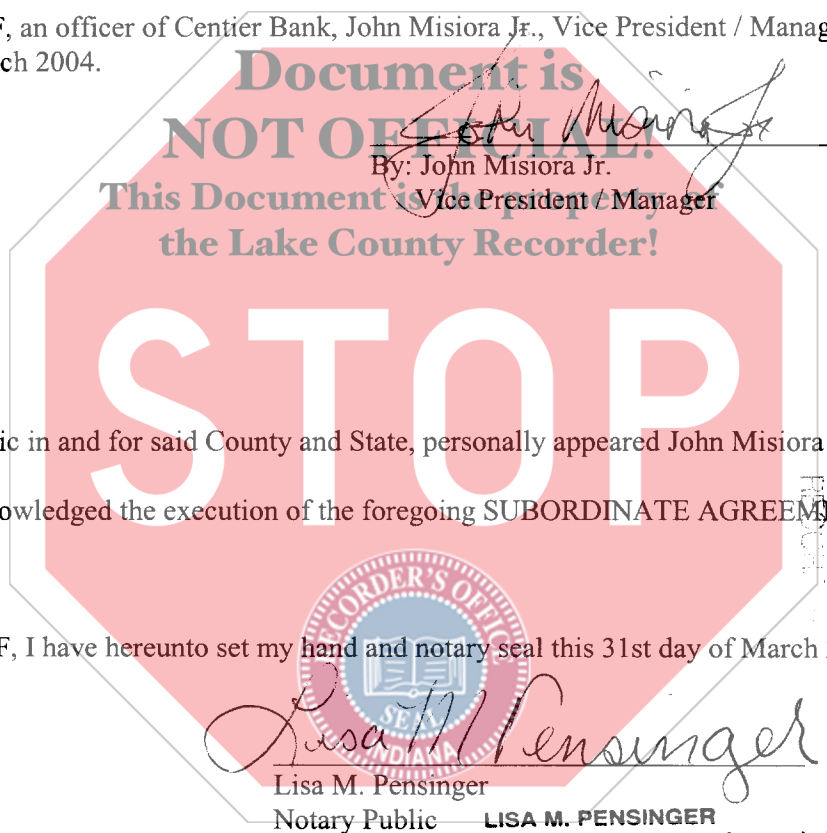 F, an officer of Centier Bank, John Misiora Jr., Vice President / Manag
ch 2004.
Document is
NOT OFFICIAL!
John Misiora Jr
By: John Misiora Jr.
This Document is the property of
Vice President / Manager
the Lake County Recorder!
STOP
ic in and for said County and State, personally appeared John Misiora
owledged the execution of the foregoing SUBORDINATE AGREEM
RECORDER'S OFFICE
F, I have hereunto set my hand and notary seal this 31st day of March
SEAL
INDIANA
Lisa M Pensinger
Lisa M. Pensinger
Notary Public LISA M. PENSINGER